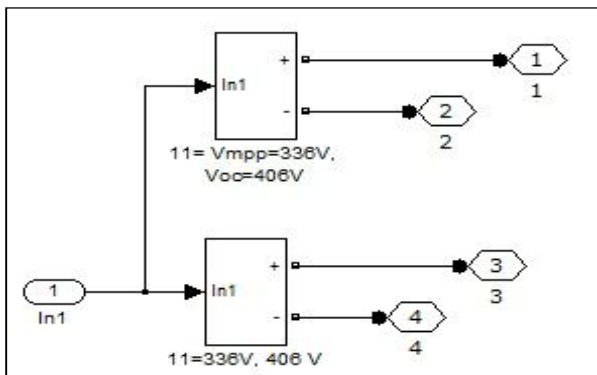 +
1
In1
1
-
2
2
11= Vmpp=336V,
Voc=406V
+
3
1
In1
3
In1
-
4
4
11=336V, 406 V